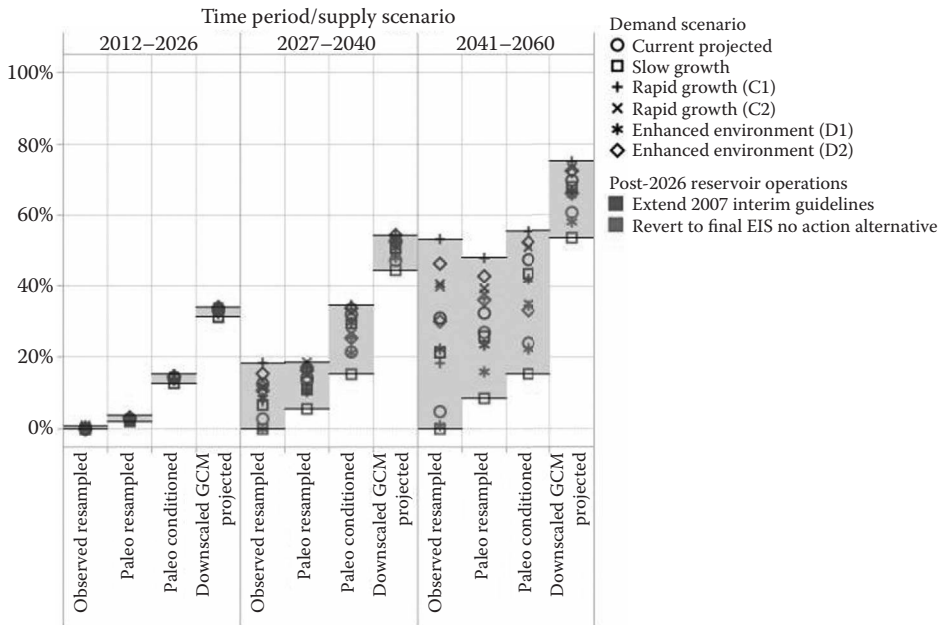 Time period/supply scenario
2012–2026
2027–2040
2041–2060
100%
80%
60%
40%
20%
0%
Observed resampled
Paleo resampled
Paleo conditioned
Downscaled GCM
projected
Observed resampled
Paleo resampled
Paleo conditioned
Downscaled GCM
projected
Observed resampled
Paleo resampled
Paleo conditioned
Downscaled GCM
projected
Demand scenario
Current projected
Slow growth
Rapid growth (C1)
Rapid growth (C2)
Enhanced environment (D1)
Enhanced environment (D2)
Post-2026 reservoir operations
Extend 2007 interim guidelines
Revert to final EIS no action alternative